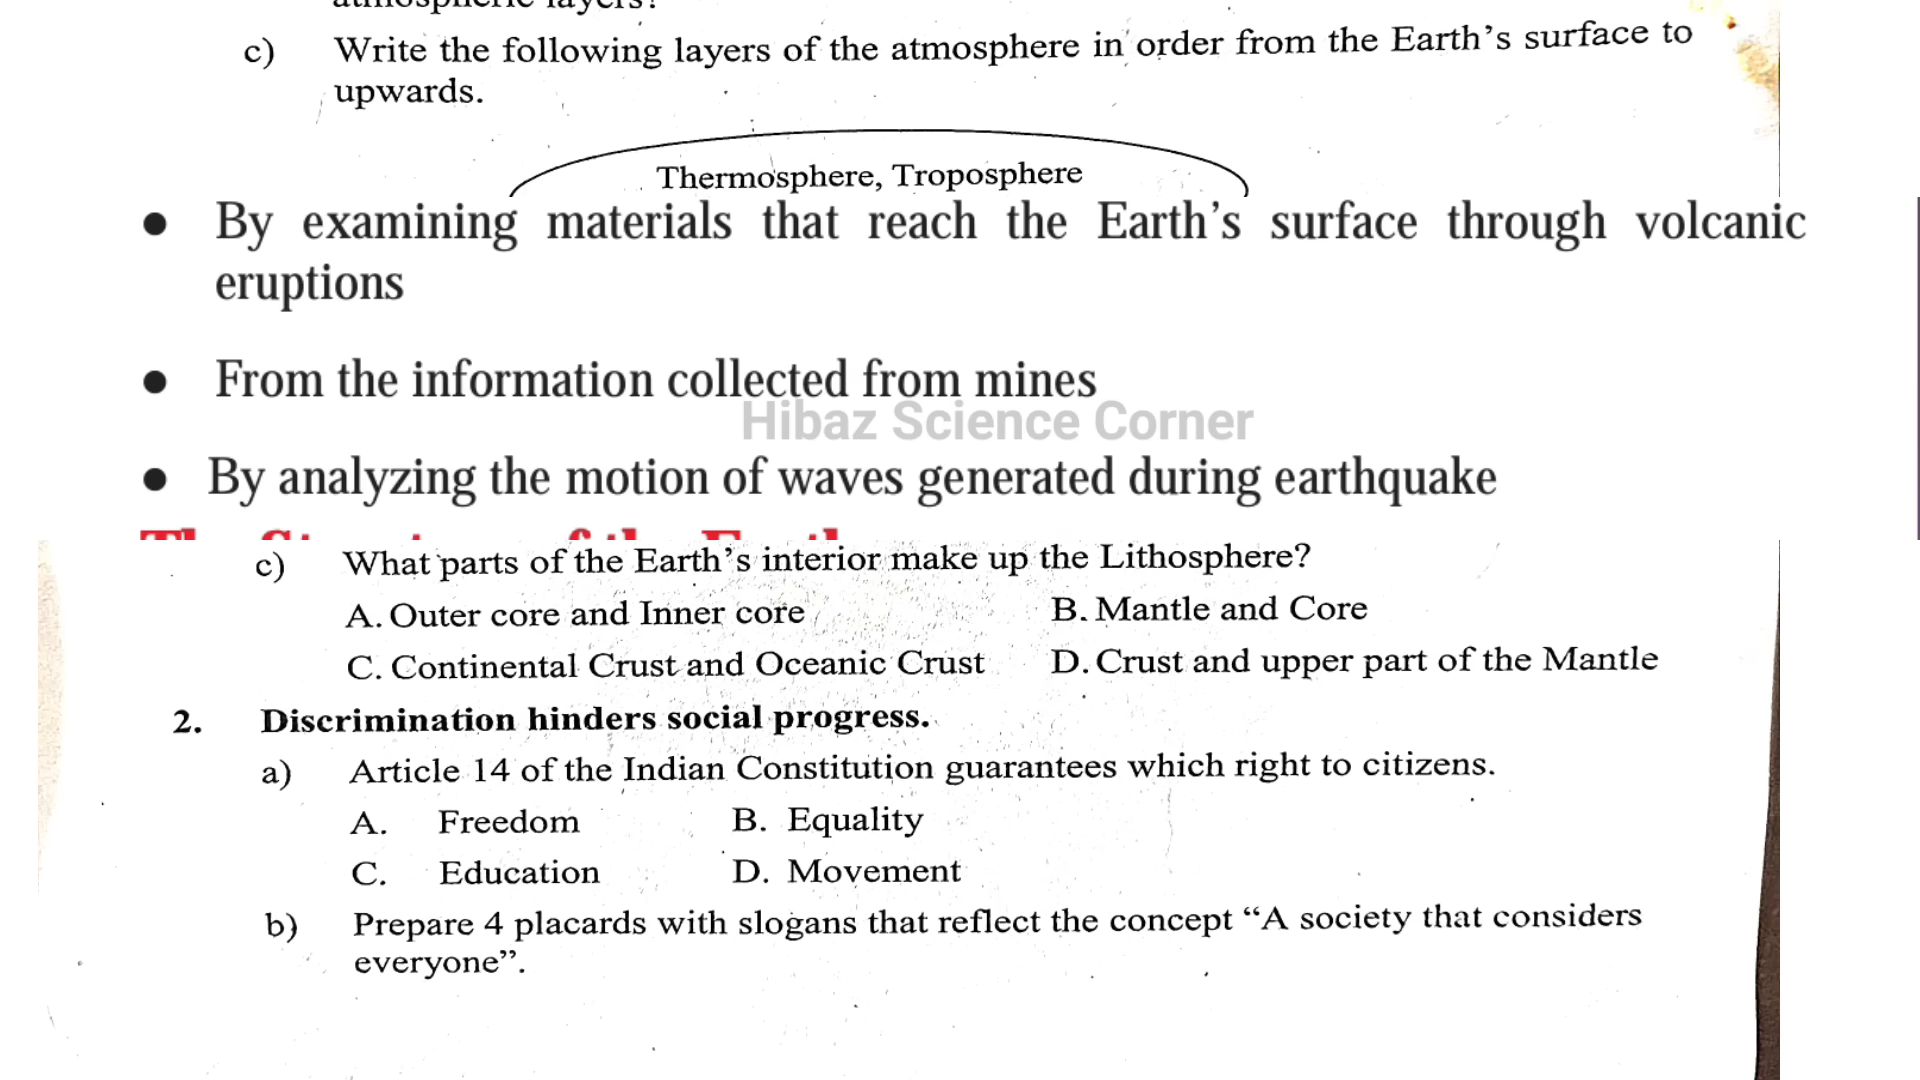 c) Write the following layers of the atmosphere in order from the Earth's surface to
upwards.
Thermosphere, Troposphere
● By examining materials that reach the Earth's surface through volcanic
eruptions
● From the information collected from mines
Hibaz Science Corner
● By analyzing the motion of waves generated during earthquake
c) What parts of the Earth's interior make up the Lithosphere?
A. Outer core and Inner core B. Mantle and Core
C. Continental Crust and Oceanic Crust D. Crust and upper part of the Mantle
2. Discrimination hinders social progress.
a) Article 14 of the Indian Constitution guarantees which right to citizens.
A. Freedom B. Equality
C. Education D. Movement
b) Prepare 4 placards with slogans that reflect the concept “A society that considers
everyone”.